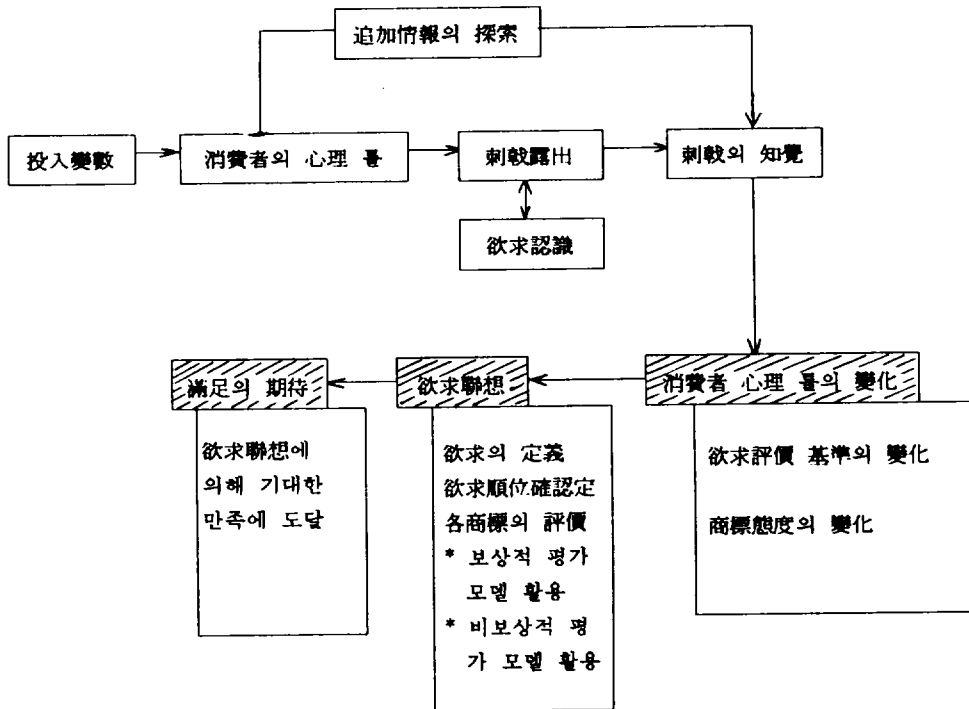 追加情報의 探索
投入變數
消費者의 心理 틀
刺戟露出
刺戟의 知覺
欲求認識
滿足의 期待
欲求聯想
消費者 心理 틀의 變化
欲求聯想에
의해 기대한
만족에 도달
欲求의 定義
欲求順位確認定
各商標의 評價
* 보상적 평가
모델 활용
* 비보상적 평
가 모델 활용
欲求評價 基準의 變化
商標態度의 變化